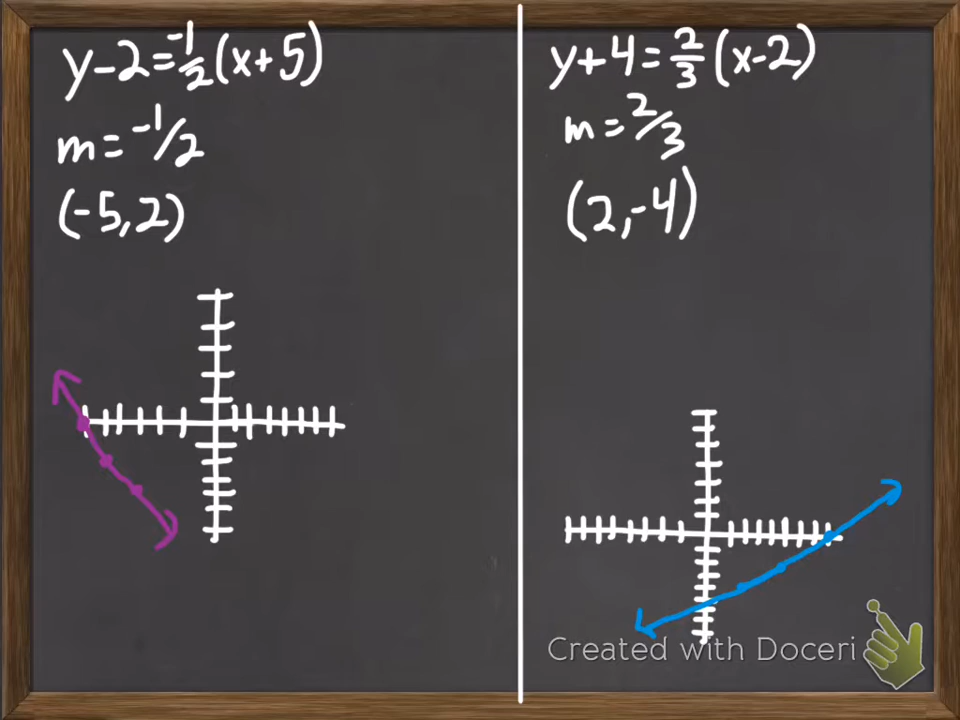 y-2=-1/2(x+5)
m=-1/2
(-5,2)
y+4=2/3(x-2)
m=2/3
(2,-4)
Created with Doceri